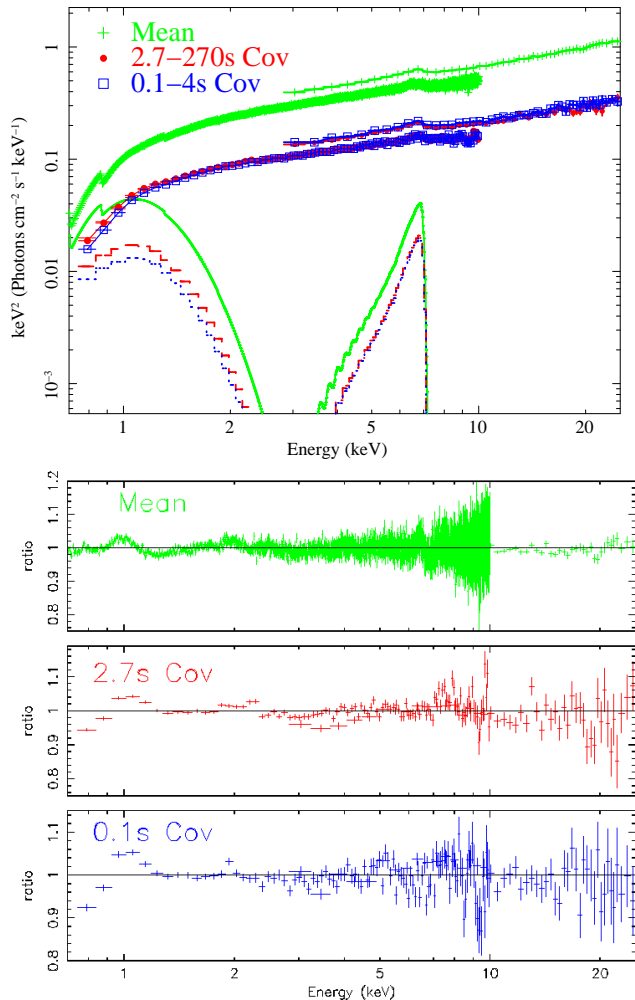 Mean
2.7−270s Cov
0.1−4s Cov
keV² (Photons cm⁻² s⁻¹ keV⁻¹)
1
0.1
0.01
10⁻³
1 2 5 10 20
Energy (keV)
Mean
ratio
1.2
1.1
1
0.9
0.8
2.7s Cov
ratio
1.1
1
0.9
0.8
0.1s Cov
ratio
1.1
1
0.9
0.8
1 2 5 10 20
Energy (keV)